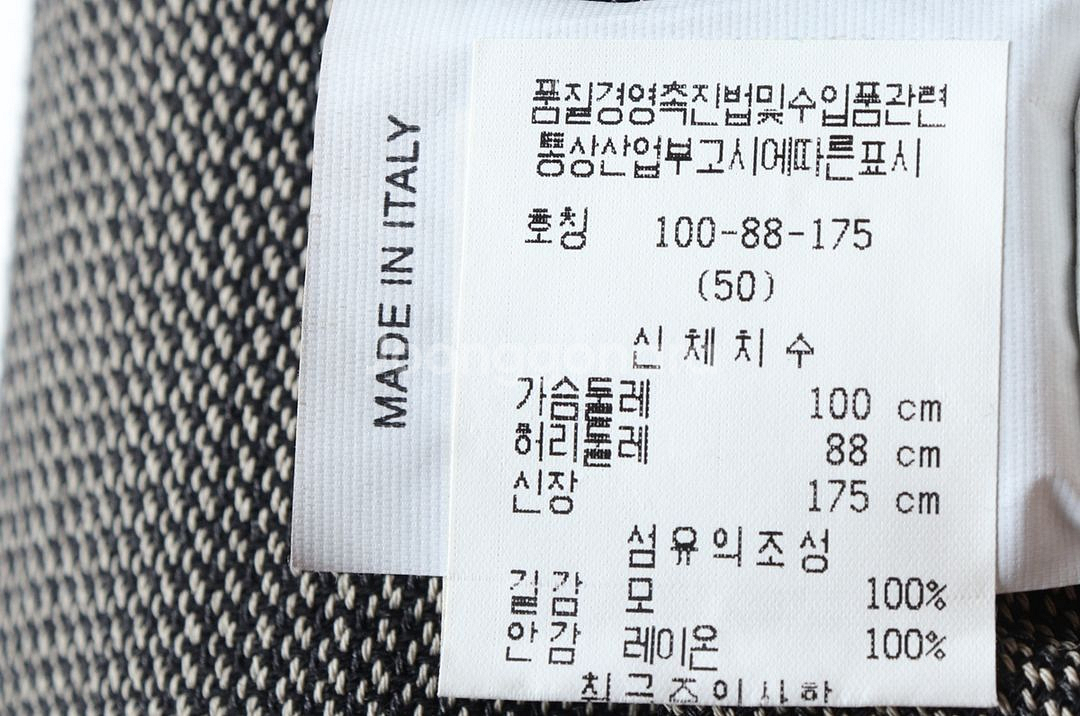 MADE IN ITALY
품질경영촉진법및수입품관련
통상산업부고시에따른표시
호칭 100-88-175
(50)
신체치수
가슴둘레 100 cm
허리둘레 88 cm
신장 175 cm
섬유의조성
길감 모 100%
안감 레이온 100%